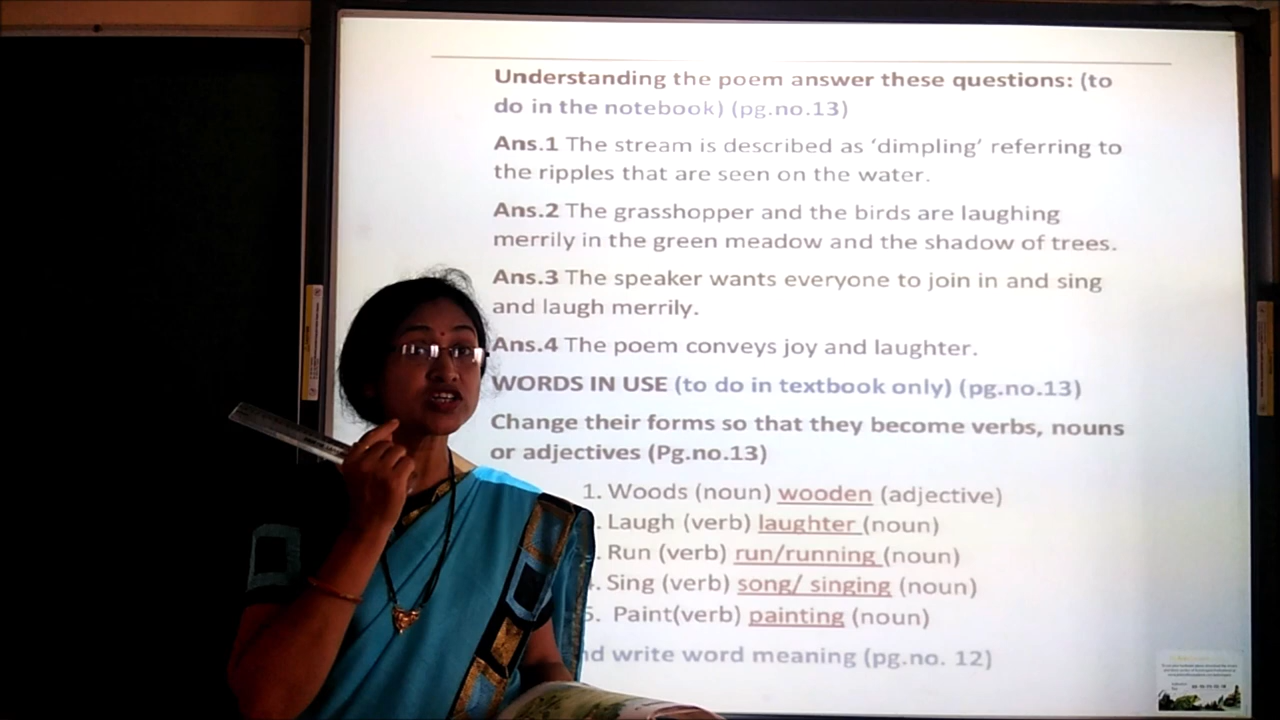 Understanding the poem answer these questions: (to
do in the notebook) (pg.no.13)
Ans.1 The stream is described as ‘dimpling’ referring to
the ripples that are seen on the water.
Ans.2 The grasshopper and the birds are laughing
merrily in the green meadow and the shadow of trees.
Ans.3 The speaker wants everyone to join in and sing
and laugh merrily.
Ans.4 The poem conveys joy and laughter.
WORDS IN USE (to do in textbook only) (pg.no.13)
Change their forms so that they become verbs, nouns
or adjectives (Pg.no.13)
1. Woods (noun) wooden (adjective)
. Laugh (verb) laughter (noun)
. Run (verb) run/running (noun)
. Sing (verb) song/ singing (noun)
5. Paint(verb) painting (noun)
write word meaning (pg.no. 12)